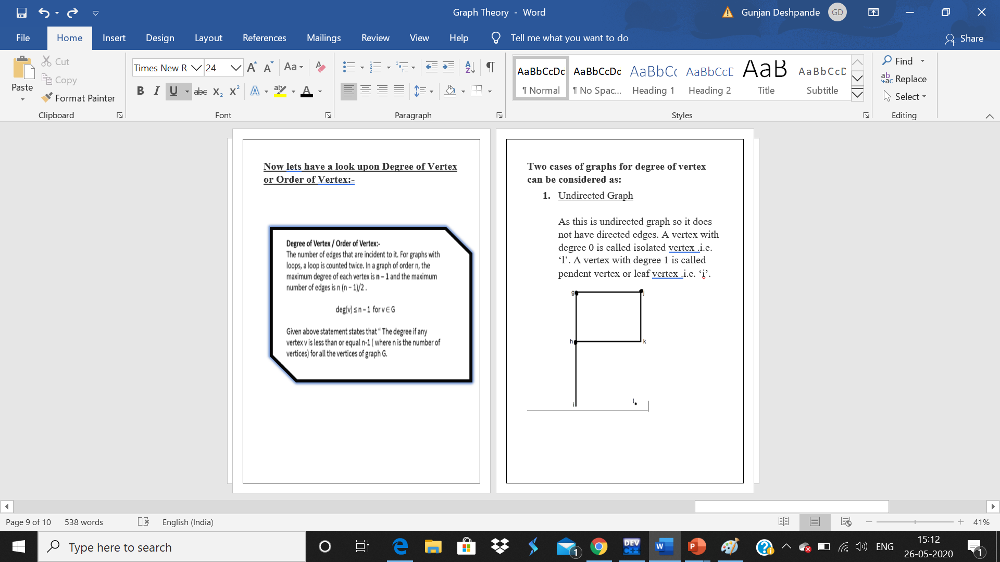 Graph Theory - Word
Gunjan Deshpande
GD
File
Home
Insert
Design
Layout
References
Mailings
Review
View
Help
Tell me what you want to do
Share
Paste
Cut
Copy
Format Painter
Clipboard
Times New R
24
Aa
B I U abc X₂ X²
Font
Paragraph
AaBbCcDc
AaBbCcDc
AaBbCc
AaBbCcE
AaB
AaBbCcD
¶ Normal
¶ No Spac...
Heading 1
Heading 2
Title
Subtitle
Styles
Find
Replace
Select
Editing
Now lets have a look upon Degree of Vertex
or Order of Vertex:-
Degree of Vertex / Order of Vertex:-
The number of edges that are incident to it. For graphs with
loops, a loop is counted twice. In a graph of order n, the
maximum degree of each vertex is n – 1 and the maximum
number of edges is n (n – 1)/2 .
deg(v) ≤ n – 1 for v ∈ G
Given above statement states that “ The degree if any
vertex v is less than or equal n-1 ( where n is the number of
vertices) for all the vertices of graph G.
Two cases of graphs for degree of vertex
can be considered as:
1. Undirected Graph
As this is undirected graph so it does
not have directed edges. A vertex with
degree 0 is called isolated vertex .i.e.
‘l’. A vertex with degree 1 is called
pendent vertex or leaf vertex .i.e. ‘i’.
g
j
h
k
i
l
Page 9 of 10
538 words
English (India)
41%
Type here to search
1
DEV
C++
W
P
ENG
15:12
26-05-2020
1